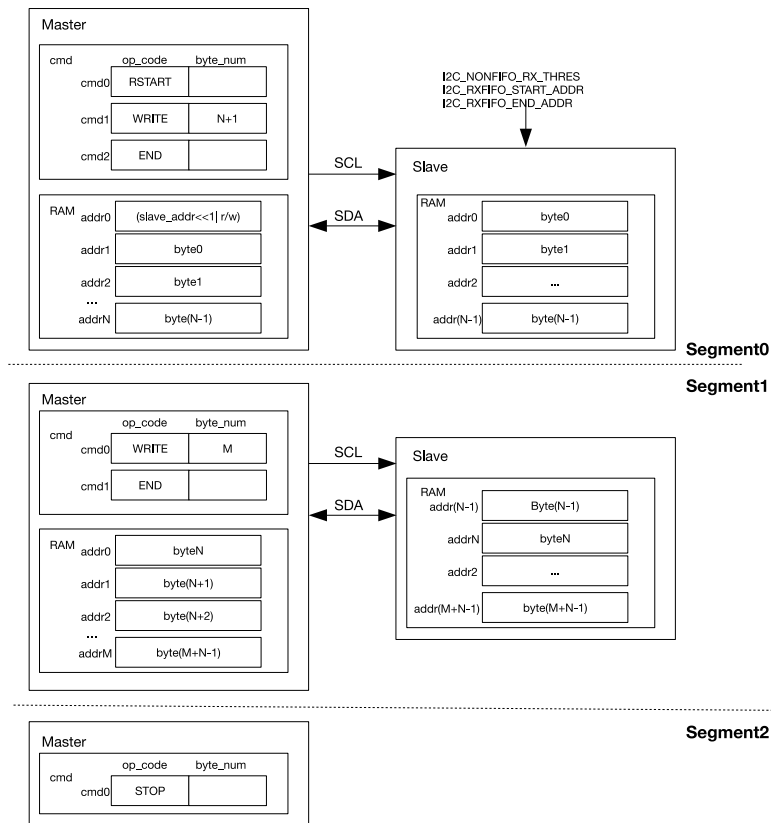 Master
cmd op_code byte_num
cmd0 RSTART
cmd1 WRITE N+1
cmd2 END
RAM
addr0 (slave_addr<<1| r/w)
addr1 byte0
addr2 byte1
...
addrN byte(N-1)
SCL
SDA
I2C_NONFIFO_RX_THRES
I2C_RXFIFO_START_ADDR
I2C_RXFIFO_END_ADDR
Slave
RAM
addr0 byte0
addr1 byte1
addr2 ...
addr(N-1) byte(N-1)
Segment0
Segment1
Master
cmd op_code byte_num
cmd0 WRITE M
cmd1 END
RAM
addr0 byteN
addr1 byte(N+1)
addr2 byte(N+2)
...
addrM byte(M+N-1)
SCL
SDA
Slave
RAM
addr(N-1) Byte(N-1)
addrN byteN
addr2 ...
addr(M+N-1) byte(M+N-1)
Segment2
Master
cmd op_code byte_num
cmd0 STOP